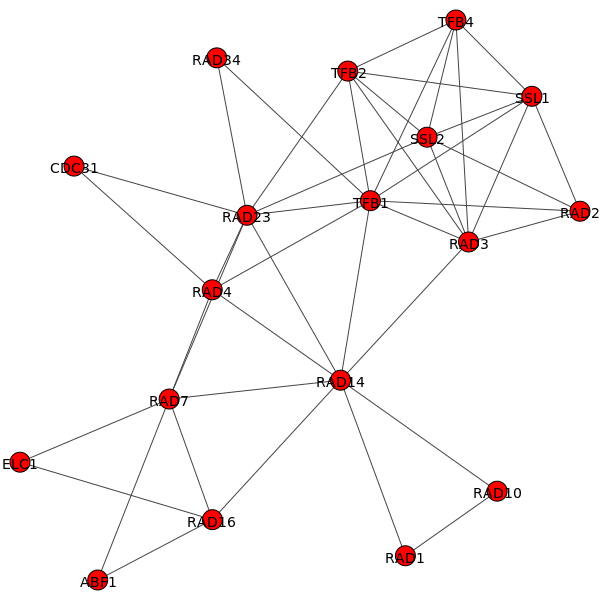 TFB4
RAD34
TFB2
SSL1
SSL2
CDC31
TFB1
RAD2
RAD23
RAD3
RAD4
RAD14
RAD7
ELC1
RAD10
RAD16
RAD1
ABF1